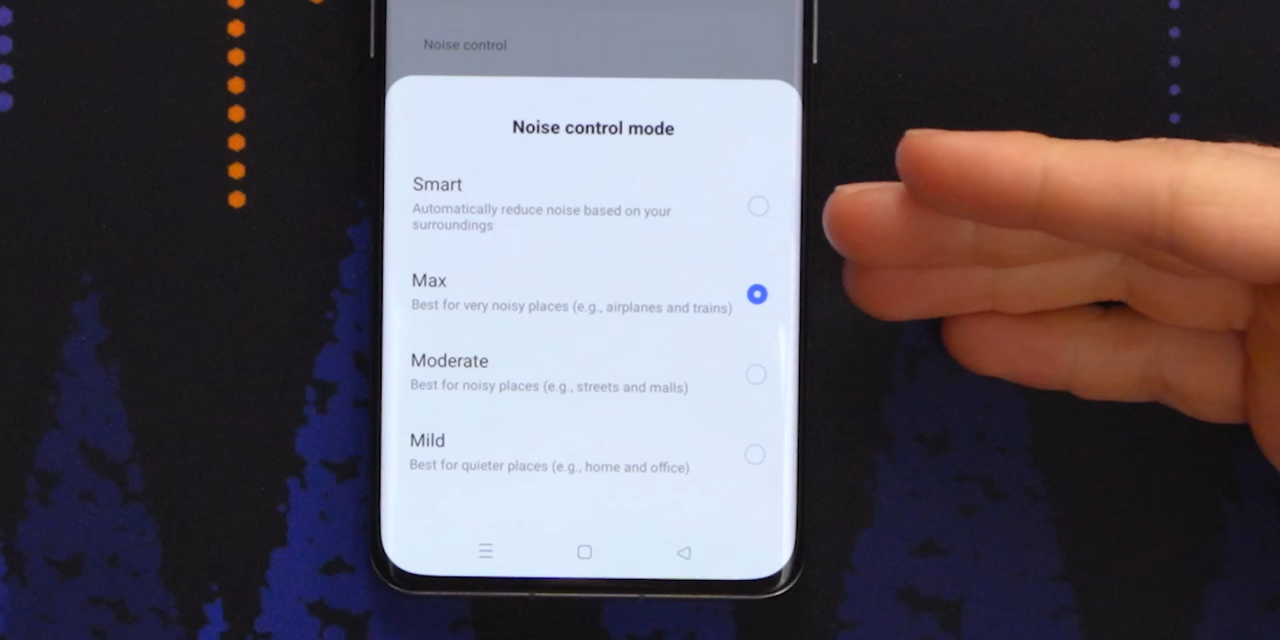 Noise control
Noise control mode
Smart
Automatically reduce noise based on your
surroundings
Max
Best for very noisy places (e.g., airplanes and trains)
Moderate
Best for noisy places (e.g., streets and malls)
Mild
Best for quieter places (e.g., home and office)